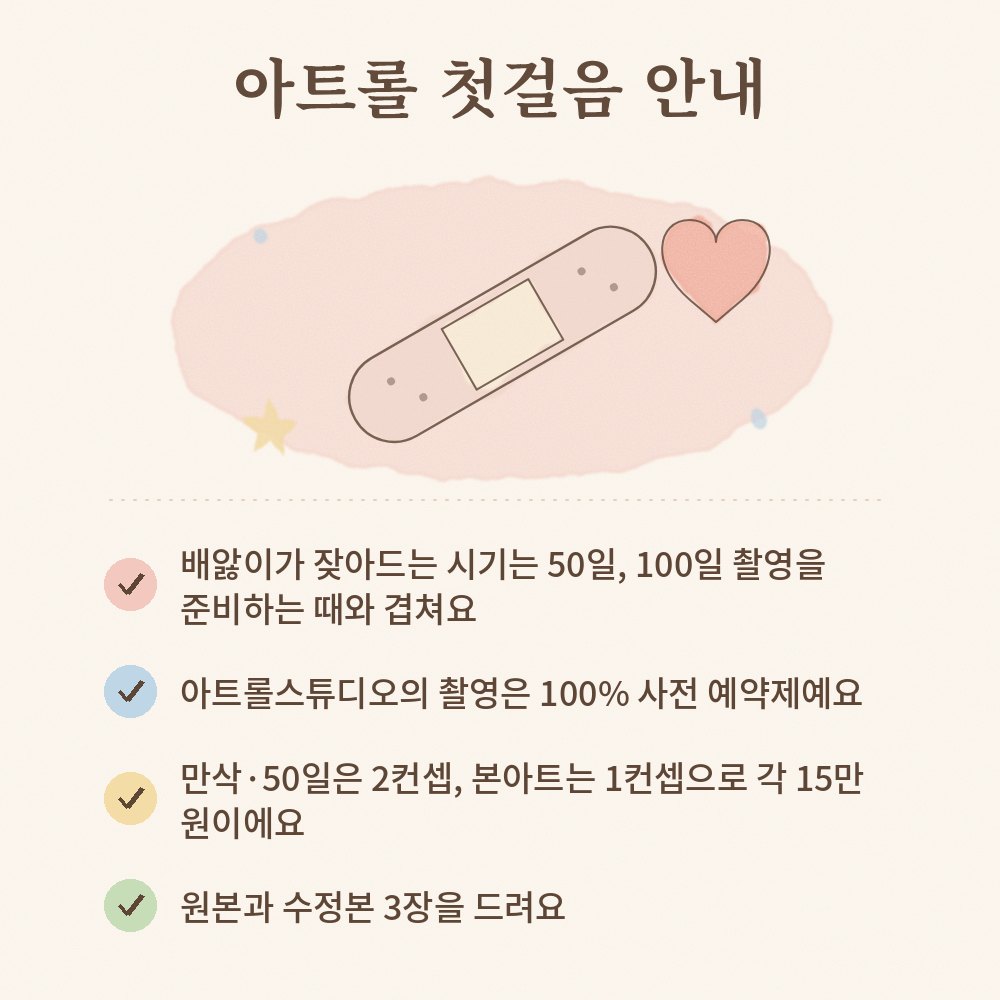 아트롤 첫걸음 안내
배앓이가 잦아드는 시기는 50일, 100일 촬영을
준비하는 때와 겹쳐요
아트롤스튜디오의 촬영은 100% 사전 예약제예요
만삭·50일은 2컨셉, 본아트는 1컨셉으로 각 15만
원이에요
원본과 수정본 3장을 드려요